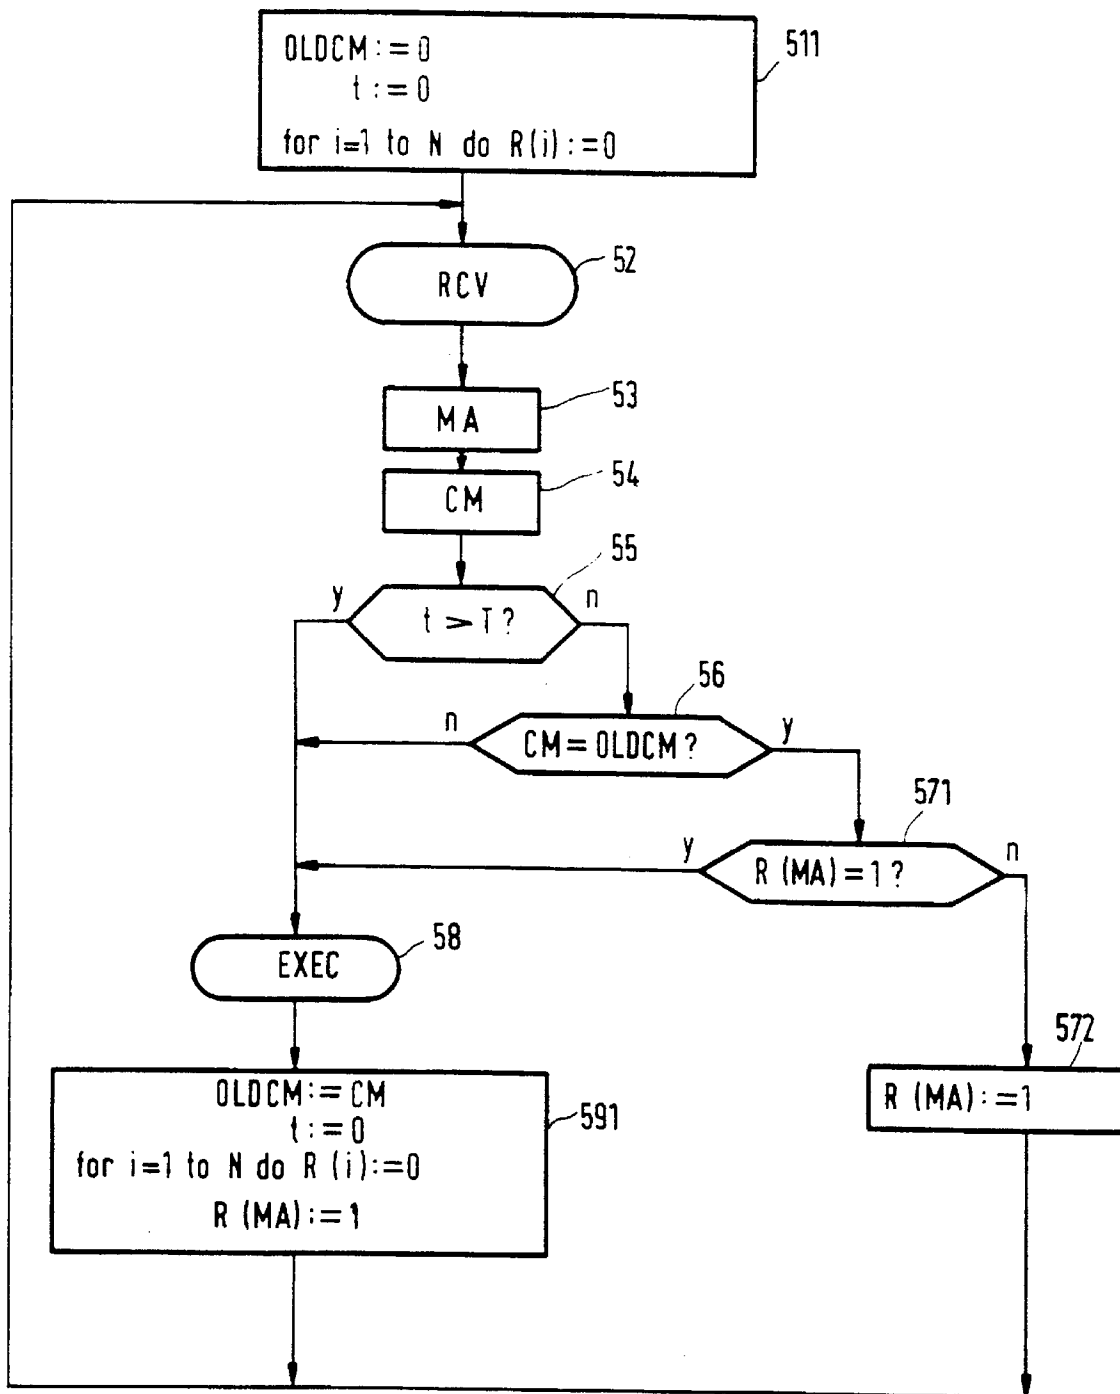 OLDCM:=0
t:=0
for i=1 to N do R(i):=0
511
RCV
52
MA
53
CM
54
55
y
t > T?
n
56
n
CM=OLDCM?
y
571
y
R (MA)=1?
n
EXEC
58
572
R (MA):=1
OLDCM:=CM
t:=0
for i=1 to N do R (i):=0
R (MA):=1
591